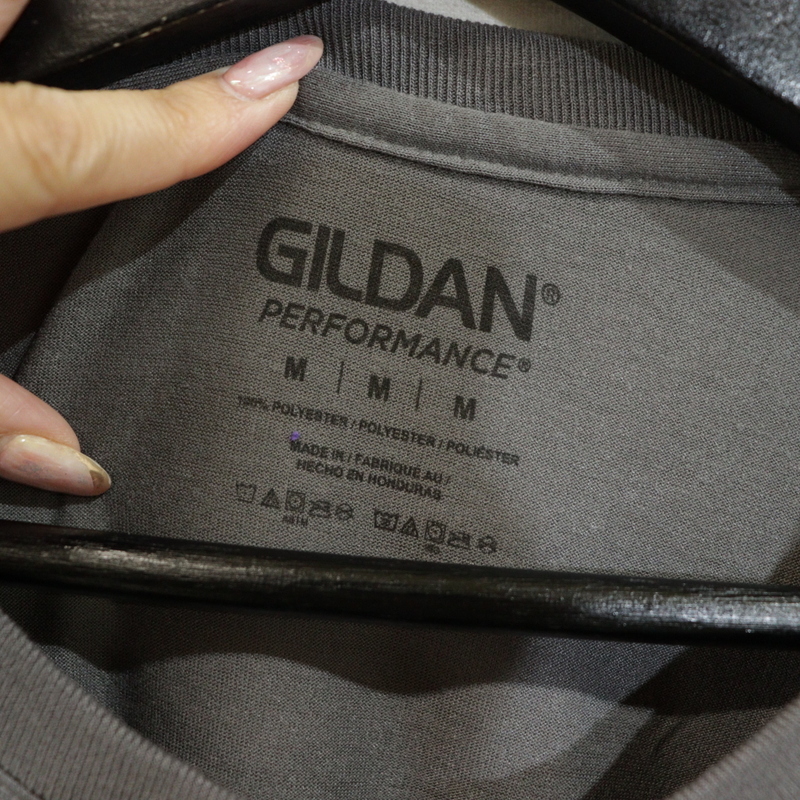 GILDAN®
PERFORMANCE®
M | M | M
100% POLYESTER / POLYESTER / POLIÉSTER
MADE IN / FABRIQUÉ AU /
HECHO EN HONDURAS